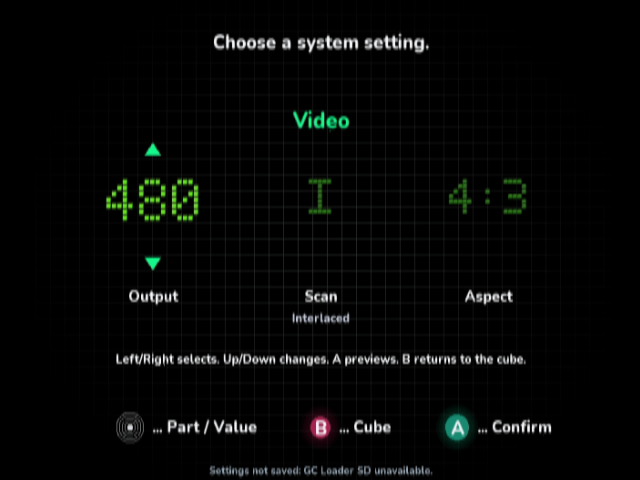 Choose a system setting.
Video
480 I 4:3
Output Scan Aspect
Interlaced
Left/Right selects. Up/Down changes. A previews. B returns to the cube.
... Part / Value B ... Cube A ... Confirm
Settings not saved: GC Loader SD unavailable.